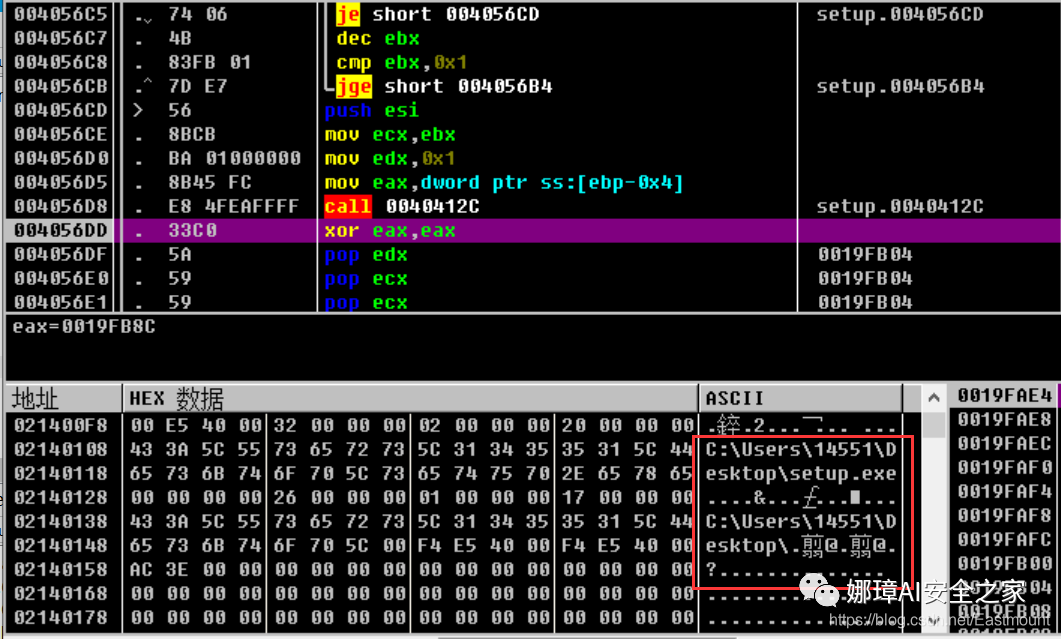 004056C5 .⌄ 74 06 je short 004056CD setup.004056CD
004056C7 . 4B dec ebx
004056C8 . 83FB 01 cmp ebx,0x1
004056CB .^ 7D E7 jge short 004056B4 setup.004056B4
004056CD > 56 push esi
004056CE . 8BCB mov ecx,ebx
004056D0 . BA 01000000 mov edx,0x1
004056D5 . 8B45 FC mov eax,dword ptr ss:[ebp-0x4]
004056D8 . E8 4FEAFFFF call 0040412C setup.0040412C
004056DD . 33C0 xor eax,eax
004056DF . 5A pop edx 0019FB04
004056E0 . 59 pop ecx 0019FB04
004056E1 . 59 pop ecx 0019FB04
eax=0019FB8C
地址 HEX 数据 ASCII 0019FAE4
021400F8 00 E5 40 00 32 00 00 00 02 00 00 00 20 00 00 00 .鋅.2...¬... ... 0019FAE8
02140108 43 3A 5C 55 73 65 72 73 5C 31 34 35 35 31 5C 44 C:\Users\14551\D 0019FAEC
02140118 65 73 6B 74 6F 70 5C 73 65 74 75 70 2E 65 78 65 esktop\setup.exe 0019FAF0
02140128 00 00 00 00 26 00 00 00 01 00 00 00 17 00 00 00 ....&... ... ... 0019FAF4
02140138 43 3A 5C 55 73 65 72 73 5C 31 34 35 35 31 5C 44 C:\Users\14551\D 0019FAF8
02140148 65 73 6B 74 6F 70 5C 00 F4 E5 40 00 F4 E5 40 00 esktop\.翦@.翦@. 0019FAFC
02140158 AC 3E 00 00 00 00 00 00 00 00 00 00 00 00 00 00 ?............... 0019FB00
02140168 00 00 00 00 00 00 00 00 00 00 00 00 00 00 00 00 ................ 0019FB04
02140178 00 00 00 00 00 00 00 00 00 00 00 00 00 00 00 00 ................ 0019FB08
娜璋AI安全之家
https://blog.csdn.net/Eastmount